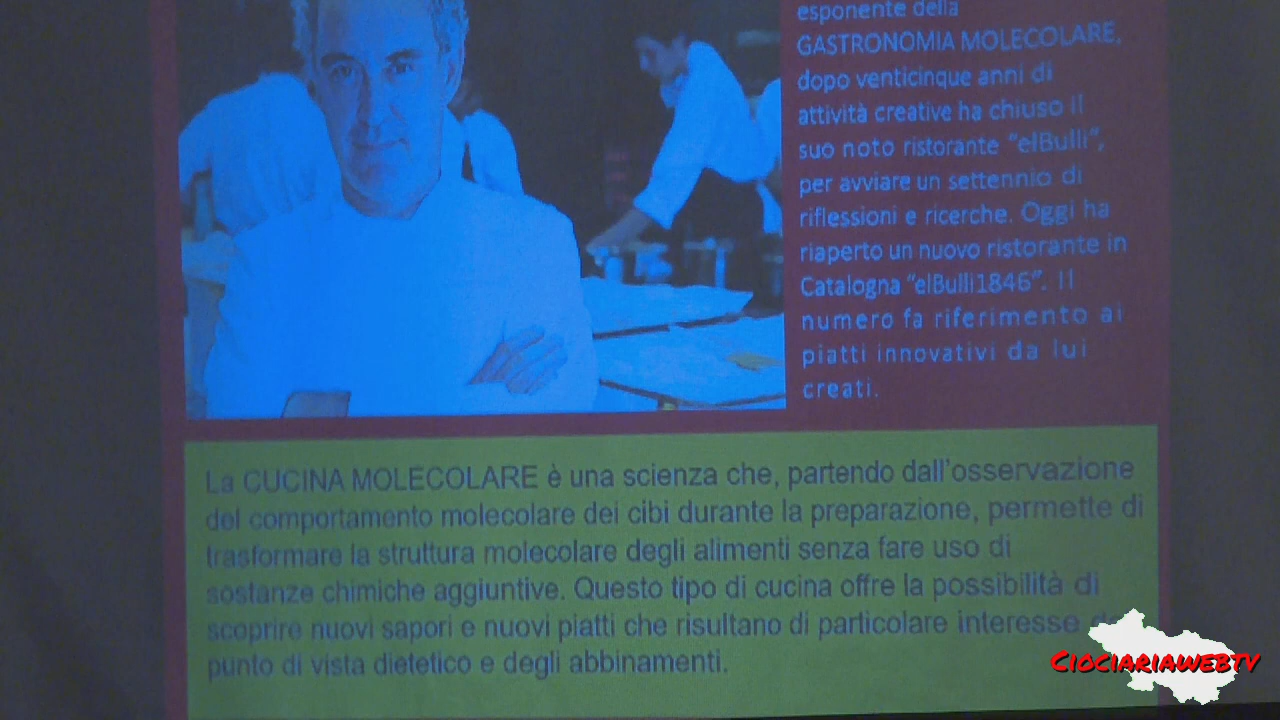 esponente della
GASTRONOMIA MOLECOLARE,
dopo venticinque anni di
attività creative ha chiuso il
suo noto ristorante "elBulli",
per avviare un settennio di
riflessioni e ricerche. Oggi ha
riaperto un nuovo ristorante in
Catalogna "elBulli1846". Il
numero fa riferimento ai
piatti innovativi da lui
creati.
La CUCINA MOLECOLARE è una scienza che, partendo dall'osservazione
del comportamento molecolare dei cibi durante la preparazione, permette di
trasformare la struttura molecolare degli alimenti senza fare uso di
sostanze chimiche aggiuntive. Questo tipo di cucina offre la possibilità di
scoprire nuovi sapori e nuovi piatti che risultano di particolare interesse
punto di vista dietetico e degli abbinamenti.
CIOCIARIAWEBTV